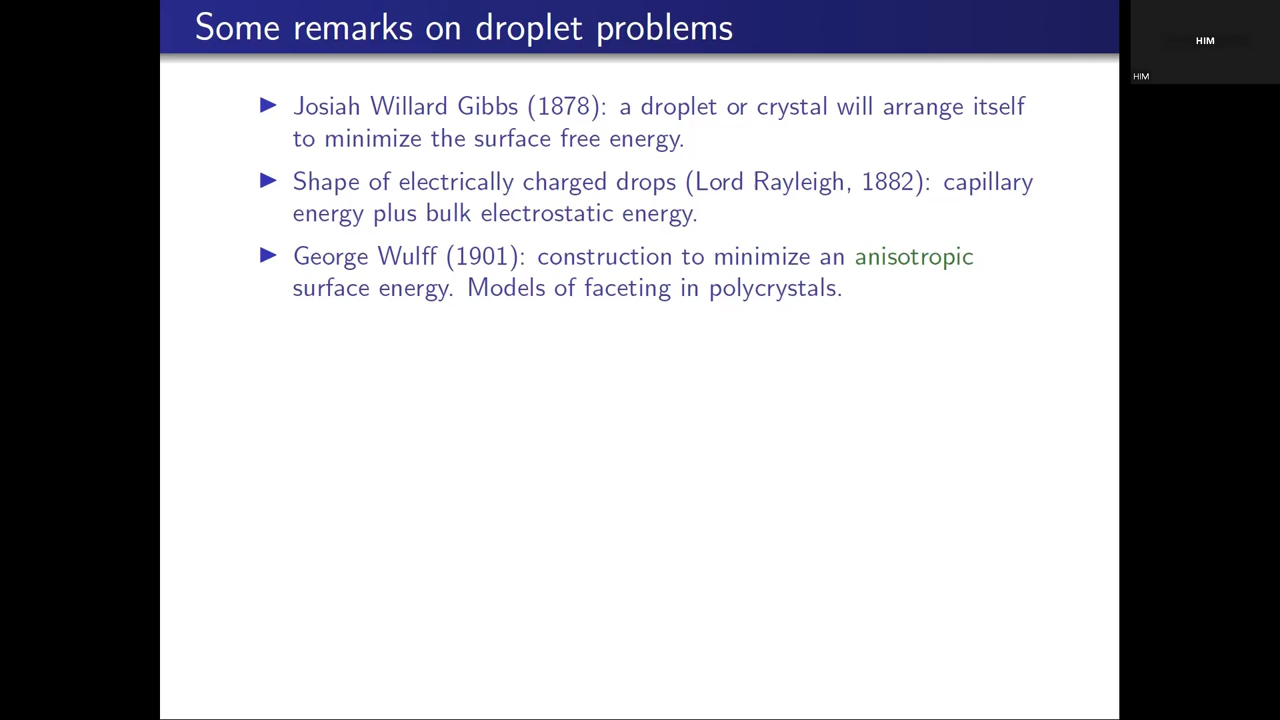 Some remarks on droplet problems
HIM
HIM
▶ Josiah Willard Gibbs (1878): a droplet or crystal will arrange itself
to minimize the surface free energy.
▶ Shape of electrically charged drops (Lord Rayleigh, 1882): capillary
energy plus bulk electrostatic energy.
▶ George Wulff (1901): construction to minimize an anisotropic
surface energy. Models of faceting in polycrystals.